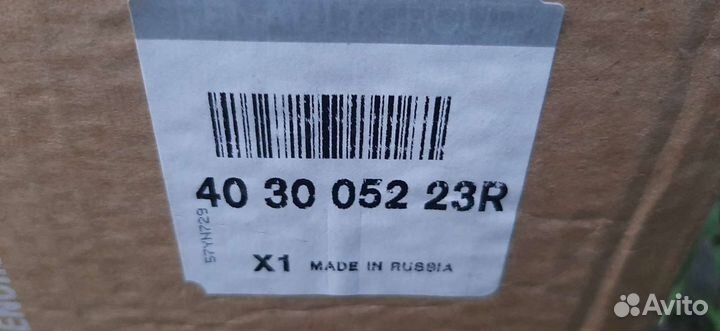 40 30 052 23R
57YN729
X1 MADE IN RUSSIA
Avito